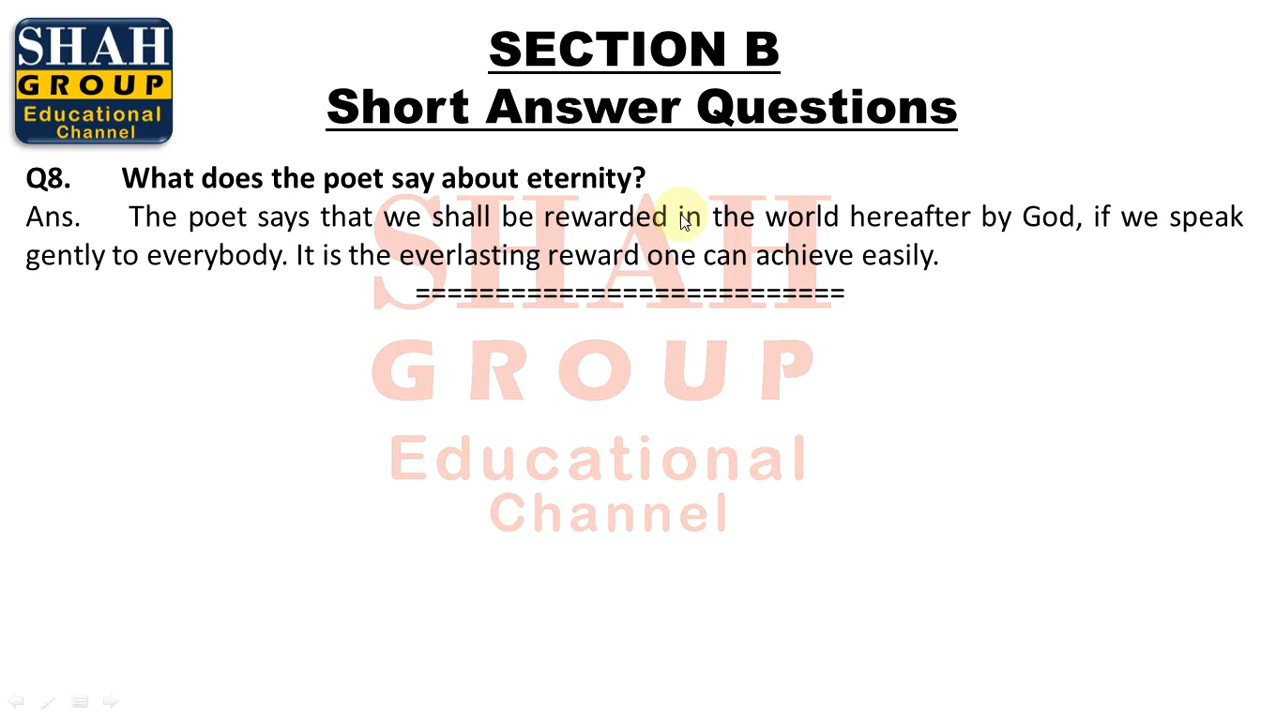 SHAH
GROUP
Educational
Channel
SECTION B
Short Answer Questions
Q8. What does the poet say about eternity?
Ans. The poet says that we shall be rewarded in the world hereafter by God, if we speak
gently to everybody. It is the everlasting reward one can achieve easily.
===========================
SHAH
GROUP
Educational
Channel